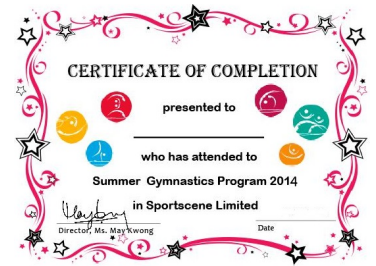 CERTIFICATE OF COMPLETION
presented to
who has attended to
Summer Gymnastics Program 2014
in Sportscene Limited
Director, Ms. May Kwong
Date